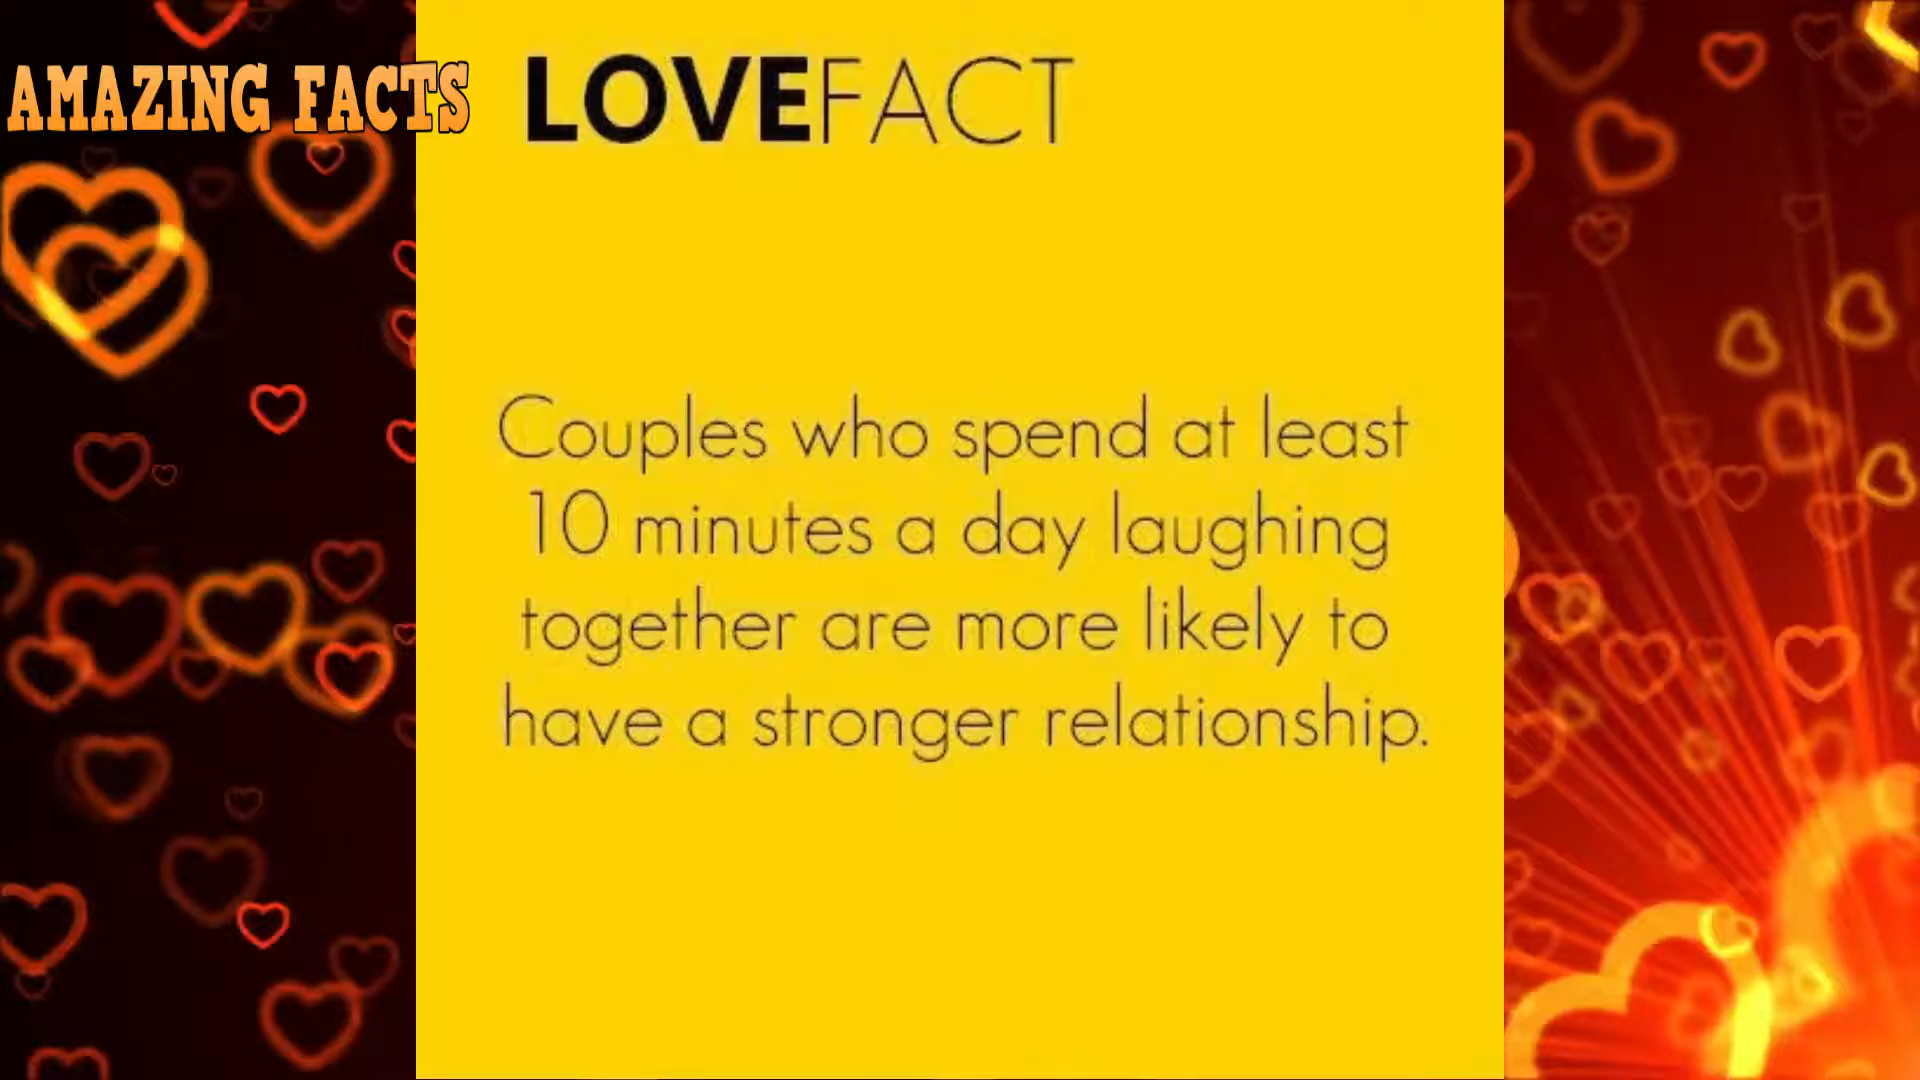 AMAZING FACTS
LOVEFACT
Couples who spend at least
10 minutes a day laughing
together are more likely to
have a stronger relationship.